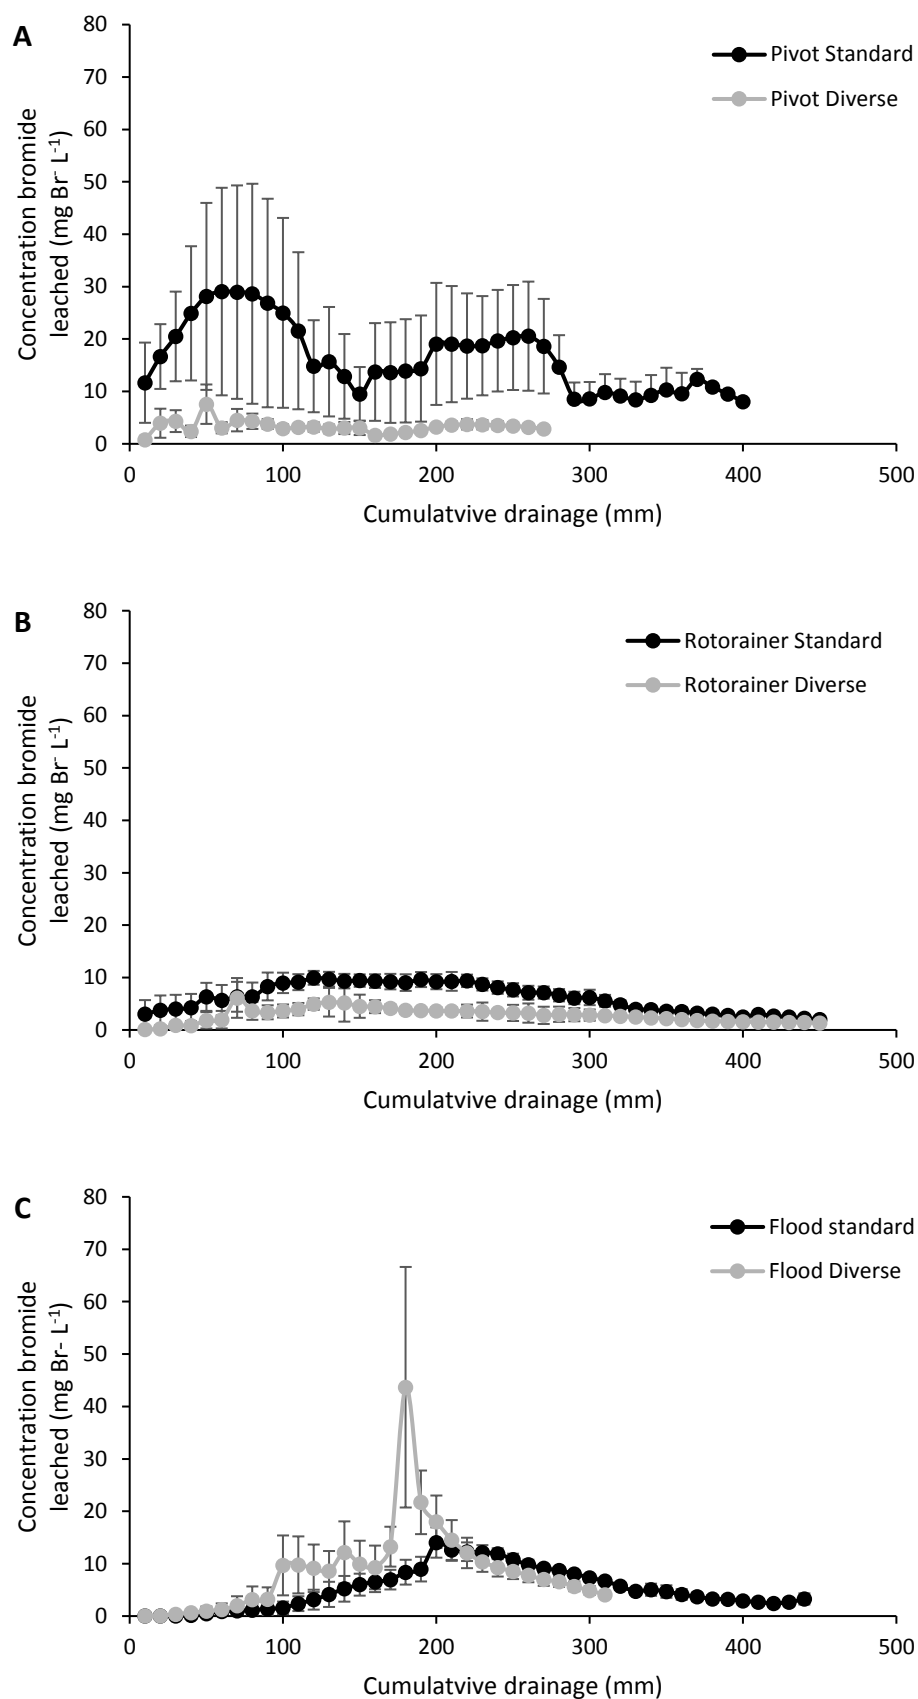 A
80
70
60
50
40
30
20
10
0
Concentration bromide
leached (mg Br⁻ L⁻¹)
Pivot Standard
Pivot Diverse
0 100 200 300 400 500
Cumulatvive drainage (mm)
B
80
70
60
50
40
30
20
10
0
Concentration bromide
leached (mg Br⁻ L⁻¹)
Rotorainer Standard
Rotorainer Diverse
0 100 200 300 400 500
Cumulatvive drainage (mm)
C
80
70
60
50
40
30
20
10
0
Concentration bromide
leached (mg Br- L⁻¹)
Flood standard
Flood Diverse
0 100 200 300 400 500
Cumulatvive drainage (mm)